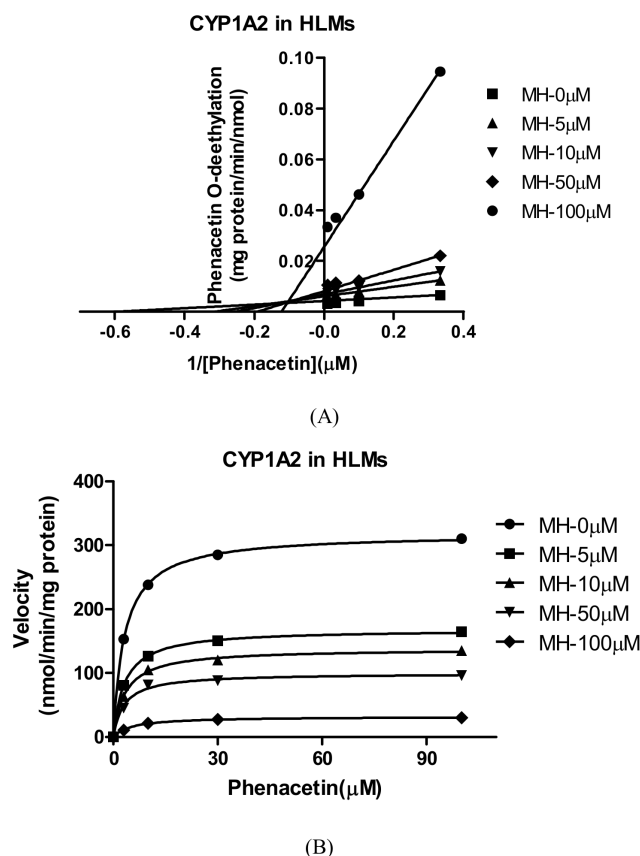 CYP1A2 in HLMs
Phenacetin O-deethylation
(mg protein/min/nmol)
0.10
0.08
0.06
0.04
0.02
-0.6 -0.4 -0.2 -0.0 0.2 0.4
1/[Phenacetin](μM)
MH-0μM
MH-5μM
MH-10μM
MH-50μM
MH-100μM
(A)
CYP1A2 in HLMs
Velocity
(nmol/min/mg protein)
400
300
200
100
0
0 30 60 90
Phenacetin(μM)
MH-0μM
MH-5μM
MH-10μM
MH-50μM
MH-100μM
(B)